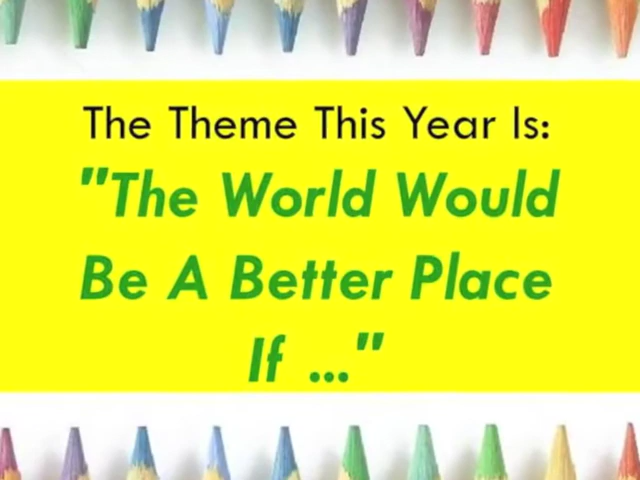 The Theme This Year Is:
"The World Would
Be A Better Place
If ..."